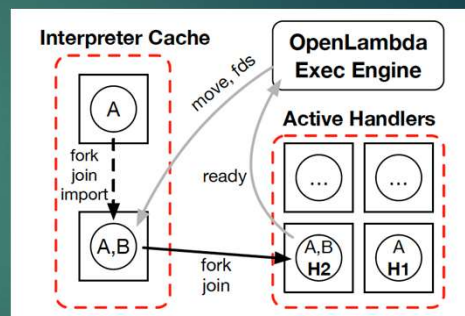 Interpreter Cache
OpenLambda
Exec Engine
move, fds
A
Active Handlers
fork
join
import
ready
...
...
A,B
fork
join
A,B
H2
A
H1